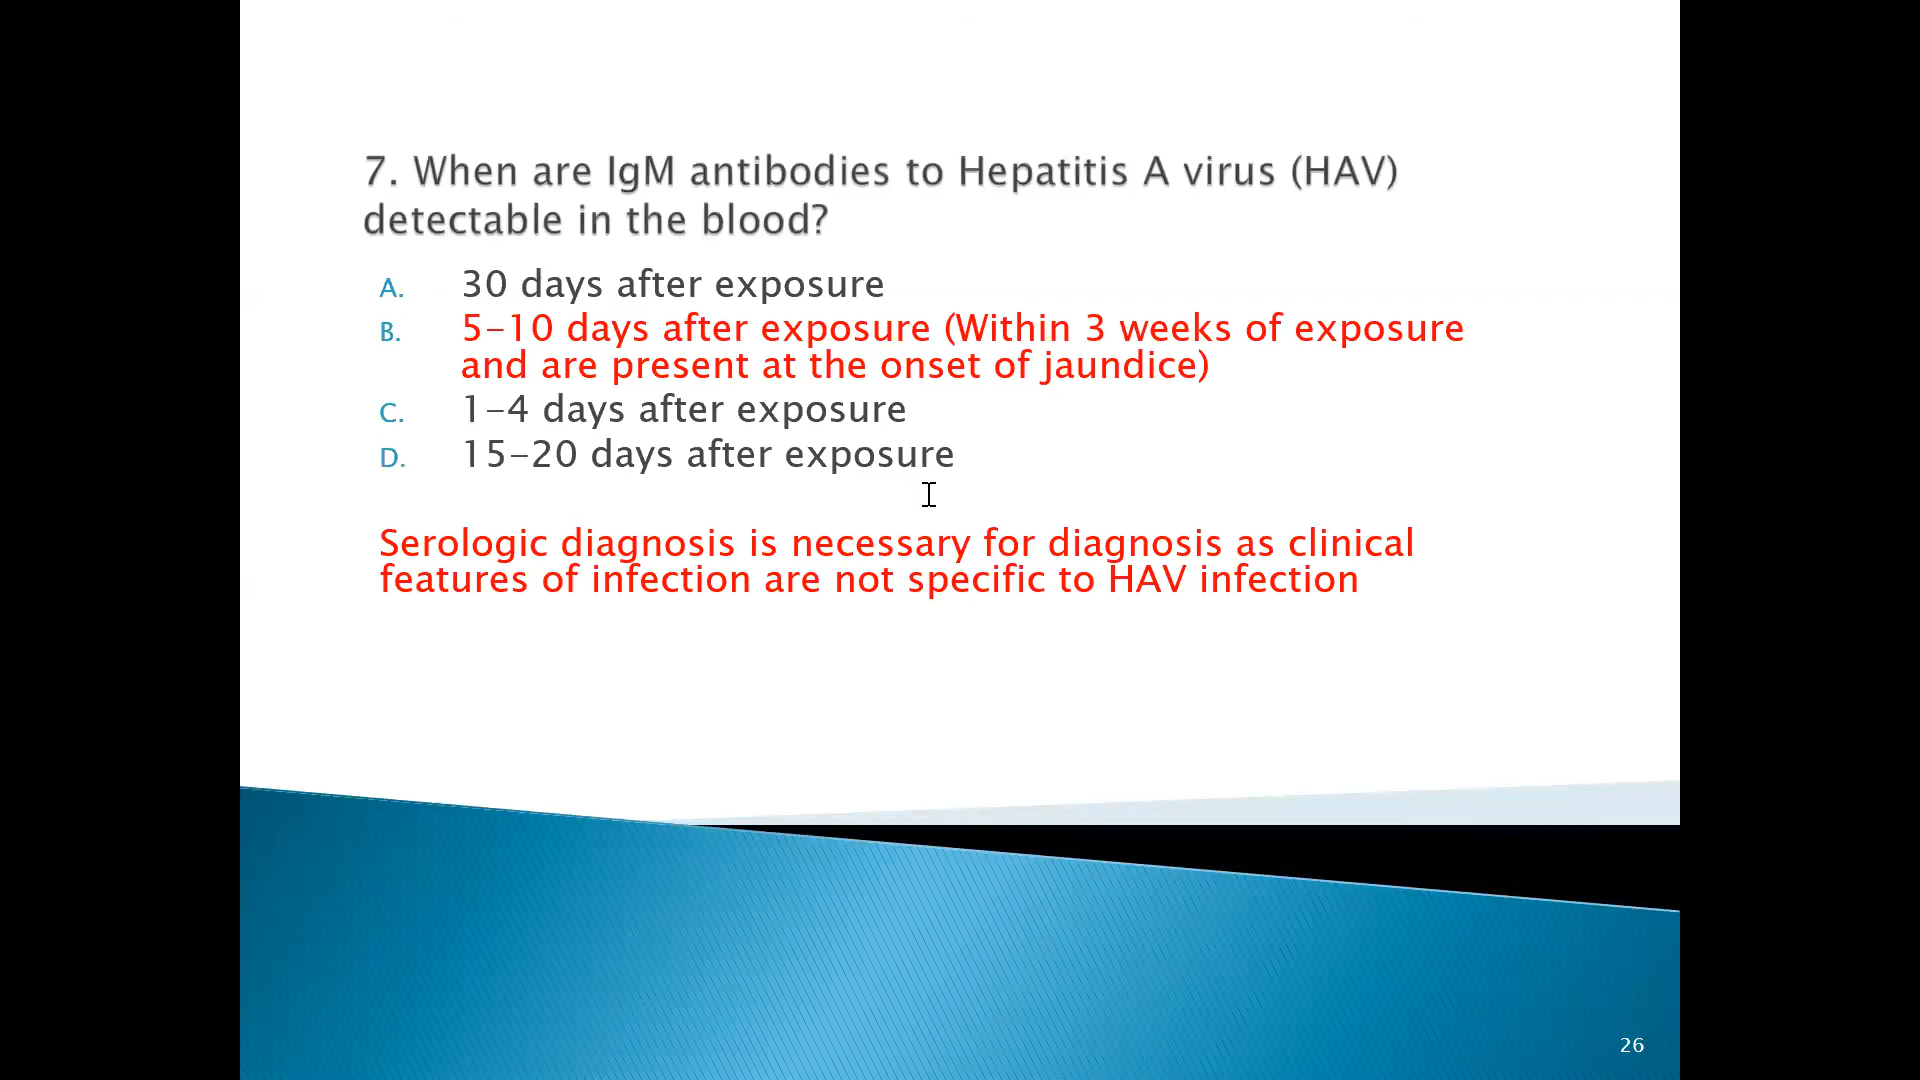 7. When are IgM antibodies to Hepatitis A virus (HAV)
detectable in the blood?
A. 30 days after exposure
B. 5-10 days after exposure (Within 3 weeks of exposure
and are present at the onset of jaundice)
C. 1-4 days after exposure
D. 15-20 days after exposure
Serologic diagnosis is necessary for diagnosis as clinical
features of infection are not specific to HAV infection
26